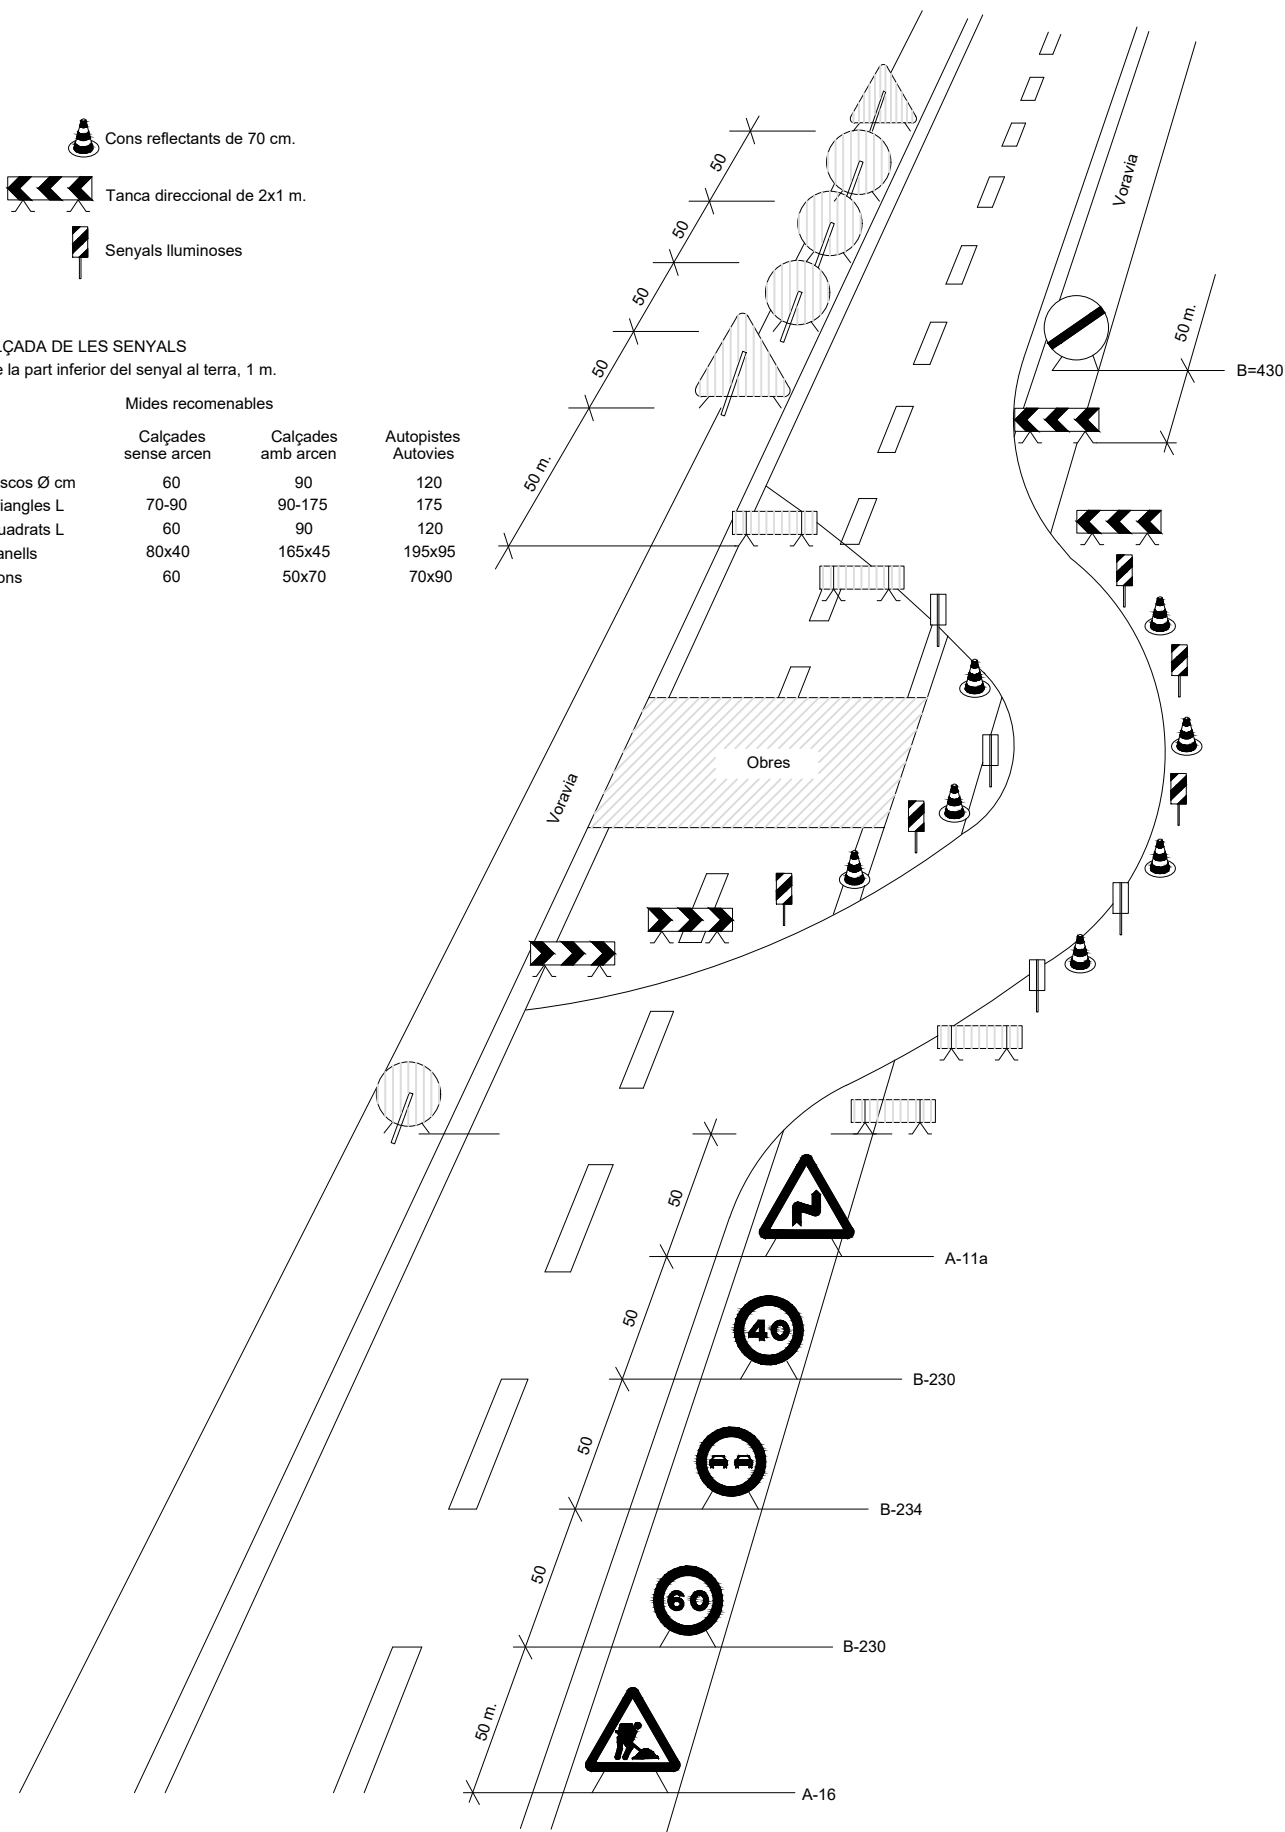 Cons reflectants de 70 cm.
Tanca direccional de 2x1 m.
Senyals lluminoses
LÇADA DE LES SENYALS
e la part inferior del senyal al terra, 1 m.
Mides recomenables
Calçades sense arcen
Calçades amb arcen
Autopistes Autovies
scos Ø cm 60 90 120
iangles L 70-90 90-175 175
uadrats L 60 90 120
anells 80x40 165x45 195x95
ons 60 50x70 70x90
50
50
50
50
50 m.
Voravia
50 m.
B=430
Obres
Voravia
50
A-11a
50
40
B-230
50
B-234
50
60
B-230
50 m.
A-16